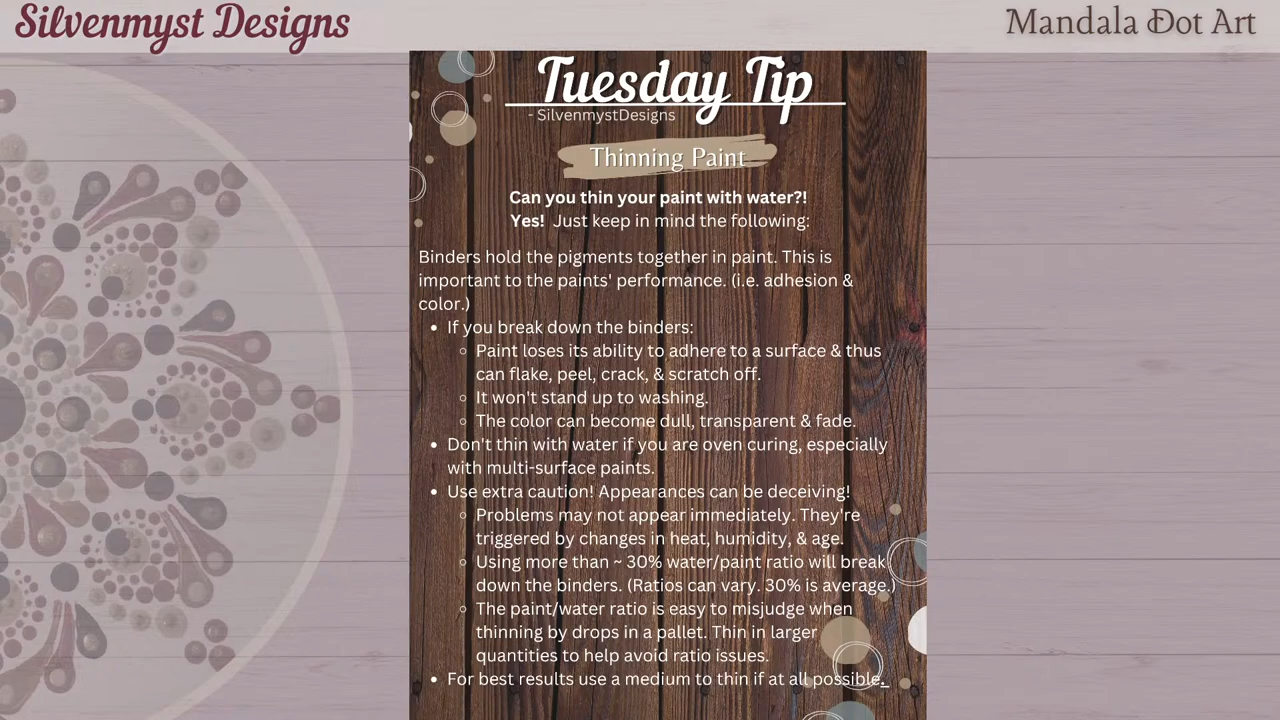 Silvenmyst Designs
Mandala Dot Art
Tuesday Tip
- SilvenmystDesigns
Thinning Paint
Can you thin your paint with water?!
Yes! Just keep in mind the following:
Binders hold the pigments together in paint. This is
important to the paints' performance. (i.e. adhesion &
color.)
• If you break down the binders:
◦ Paint loses its ability to adhere to a surface & thus
can flake, peel, crack, & scratch off.
◦ It won't stand up to washing.
◦ The color can become dull, transparent & fade.
• Don't thin with water if you are oven curing, especially
with multi-surface paints.
• Use extra caution! Appearances can be deceiving!
◦ Problems may not appear immediately. They're
triggered by changes in heat, humidity, & age.
◦ Using more than ~ 30% water/paint ratio will break
down the binders. (Ratios can vary. 30% is average.)
◦ The paint/water ratio is easy to misjudge when
thinning by drops in a pallet. Thin in larger
quantities to help avoid ratio issues.
• For best results use a medium to thin if at all possible.